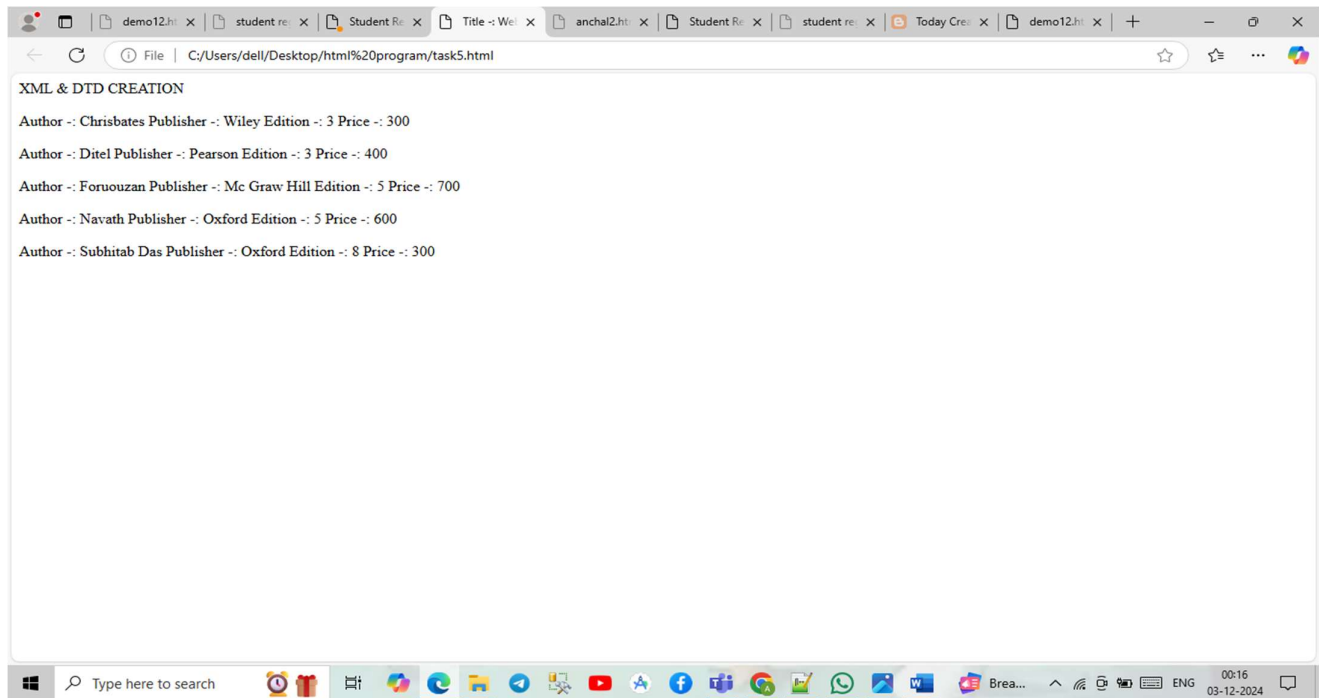 demo12.ht
student re
Student Re
Title -: Wel
anchal2.ht
Student Re
student re
Today Crea
demo12.ht
File
C:/Users/dell/Desktop/html%20program/task5.html
XML & DTD CREATION
Author -: Chrisbates Publisher -: Wiley Edition -: 3 Price -: 300
Author -: Ditel Publisher -: Pearson Edition -: 3 Price -: 400
Author -: Foruouzan Publisher -: Mc Graw Hill Edition -: 5 Price -: 700
Author -: Navath Publisher -: Oxford Edition -: 5 Price -: 600
Author -: Subhitab Das Publisher -: Oxford Edition -: 8 Price -: 300
Type here to search
Brea...
ENG
00:16
03-12-2024